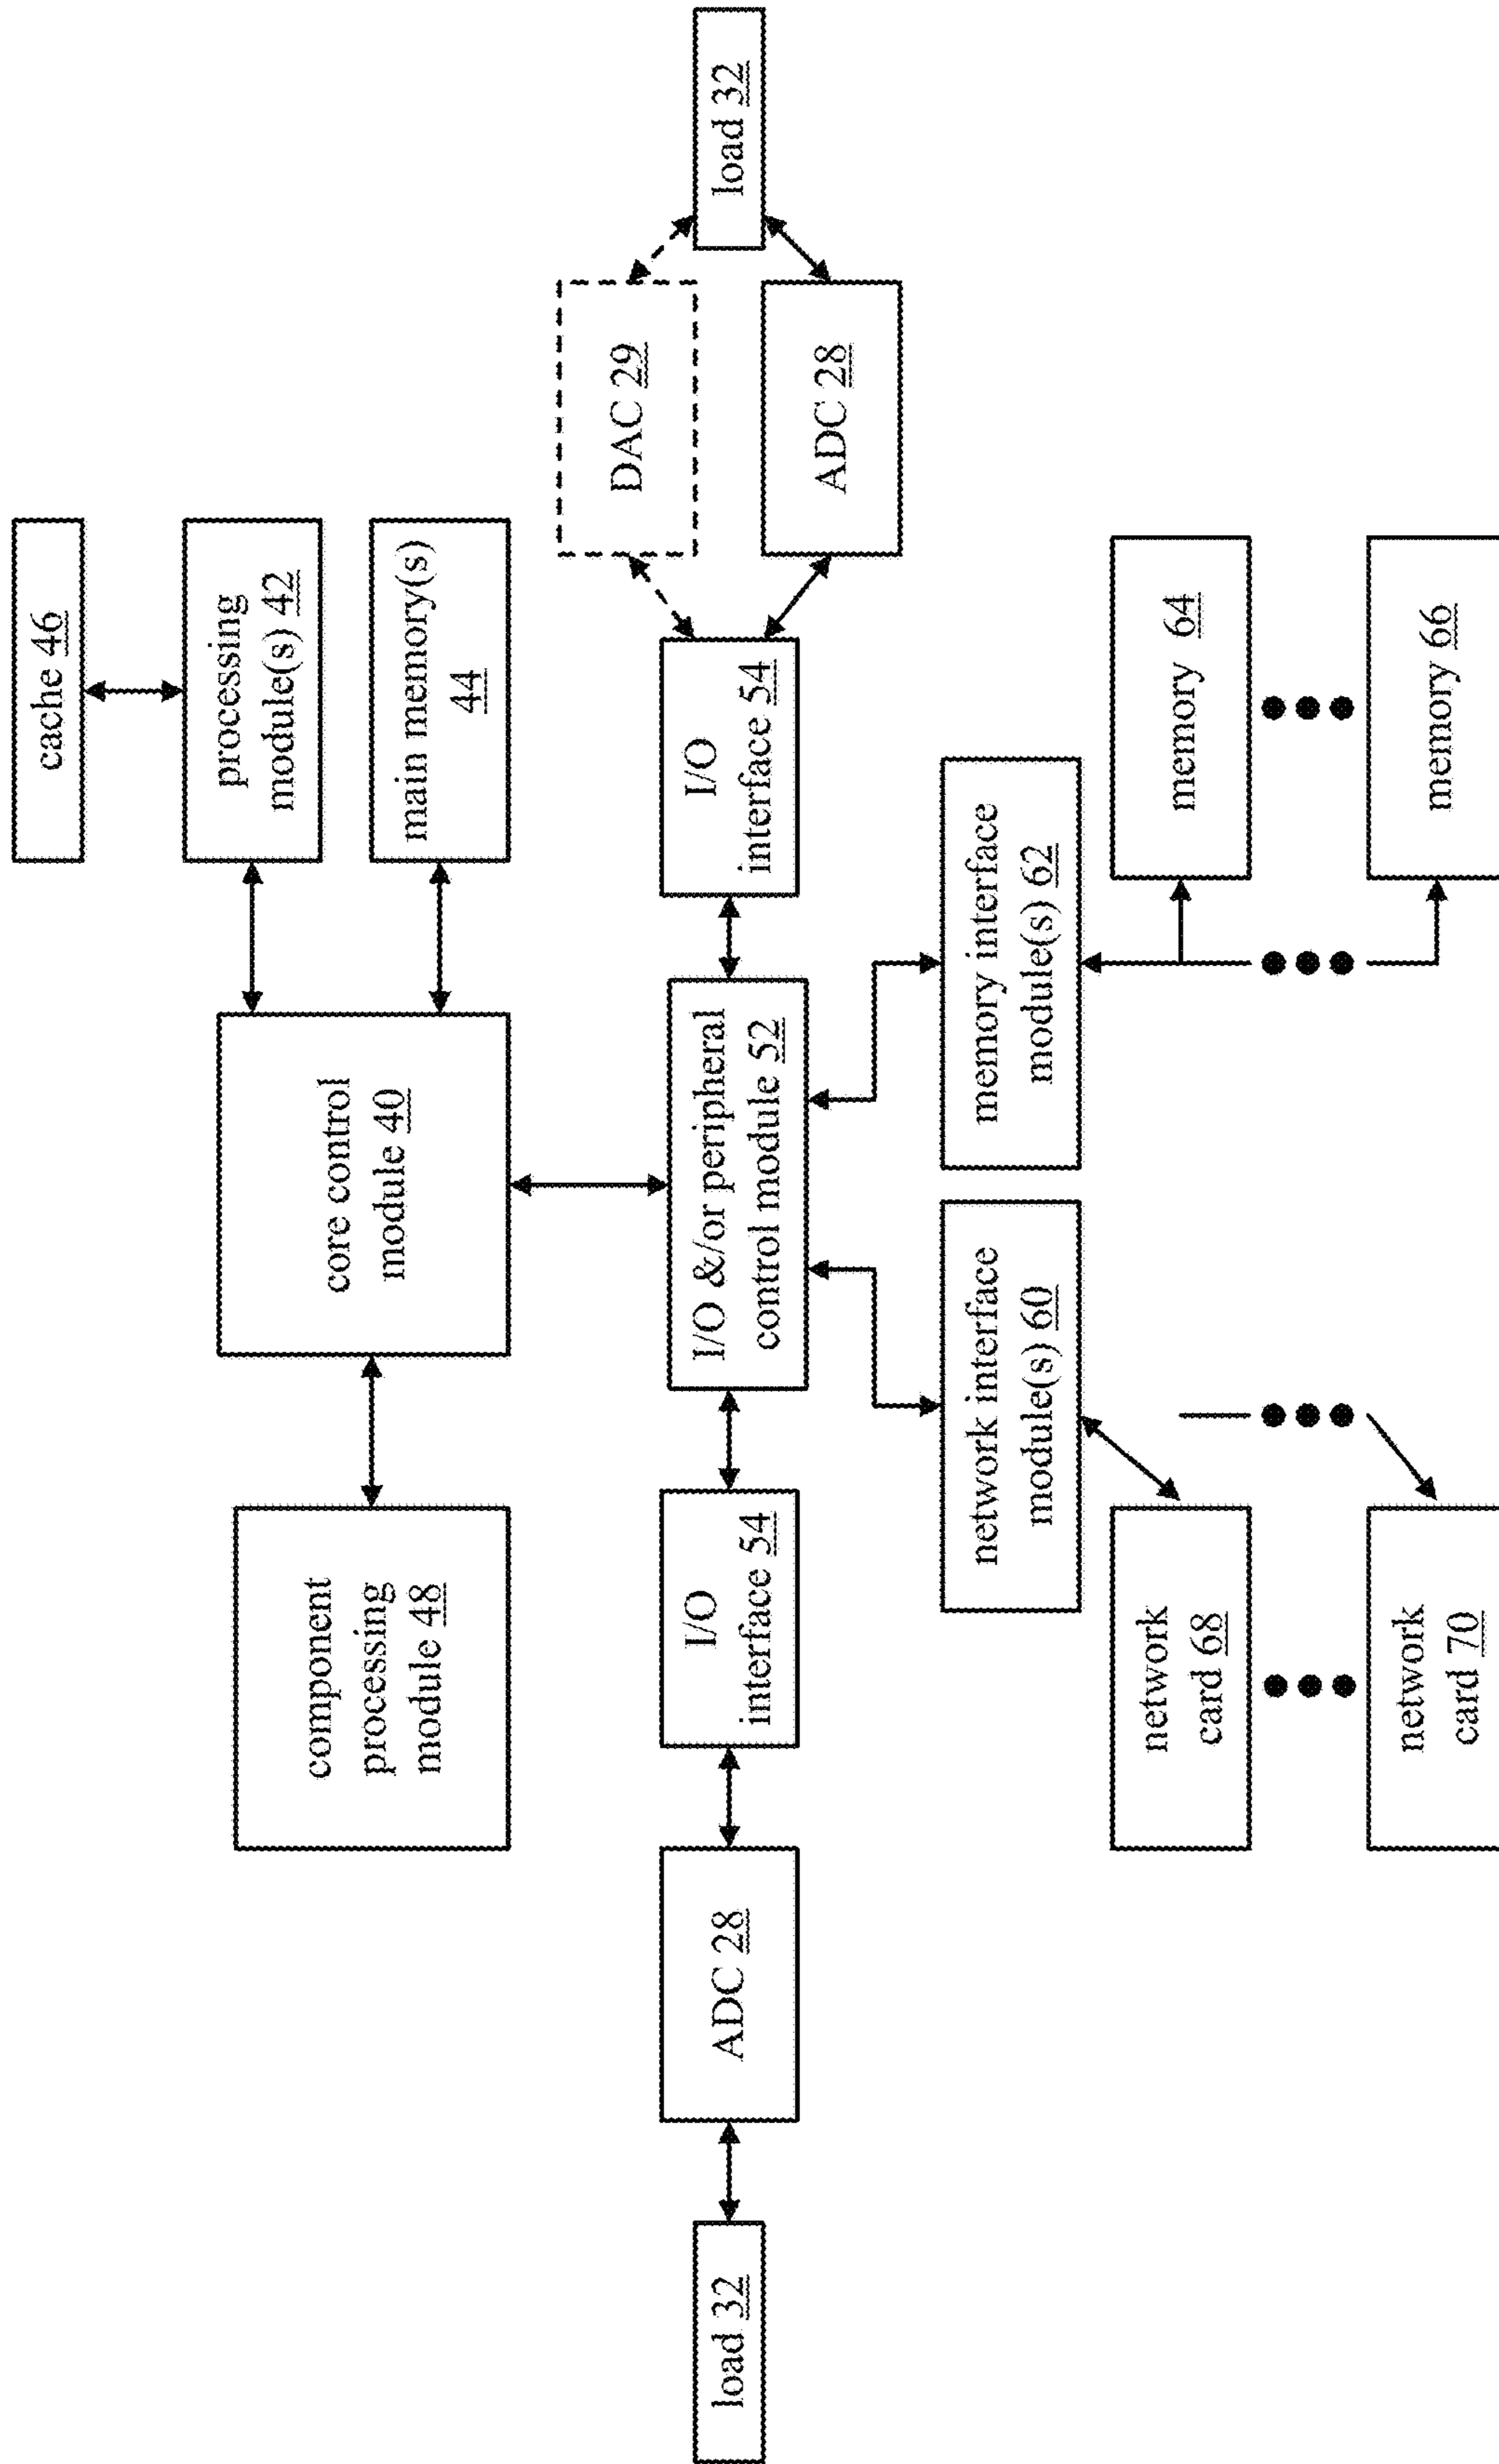 cache 46
processing
module(s) 42
main memory(s)
44
core control
module 40
component
processing
module 48
load 32
ADC 28
I/O
interface 54
I/O &/or peripheral
control module 52
I/O
interface 54
DAC 29
ADC 28
load 32
network interface
module(s) 60
memory interface
module(s) 62
network
card 68
memory 64
network
card 70
memory 66